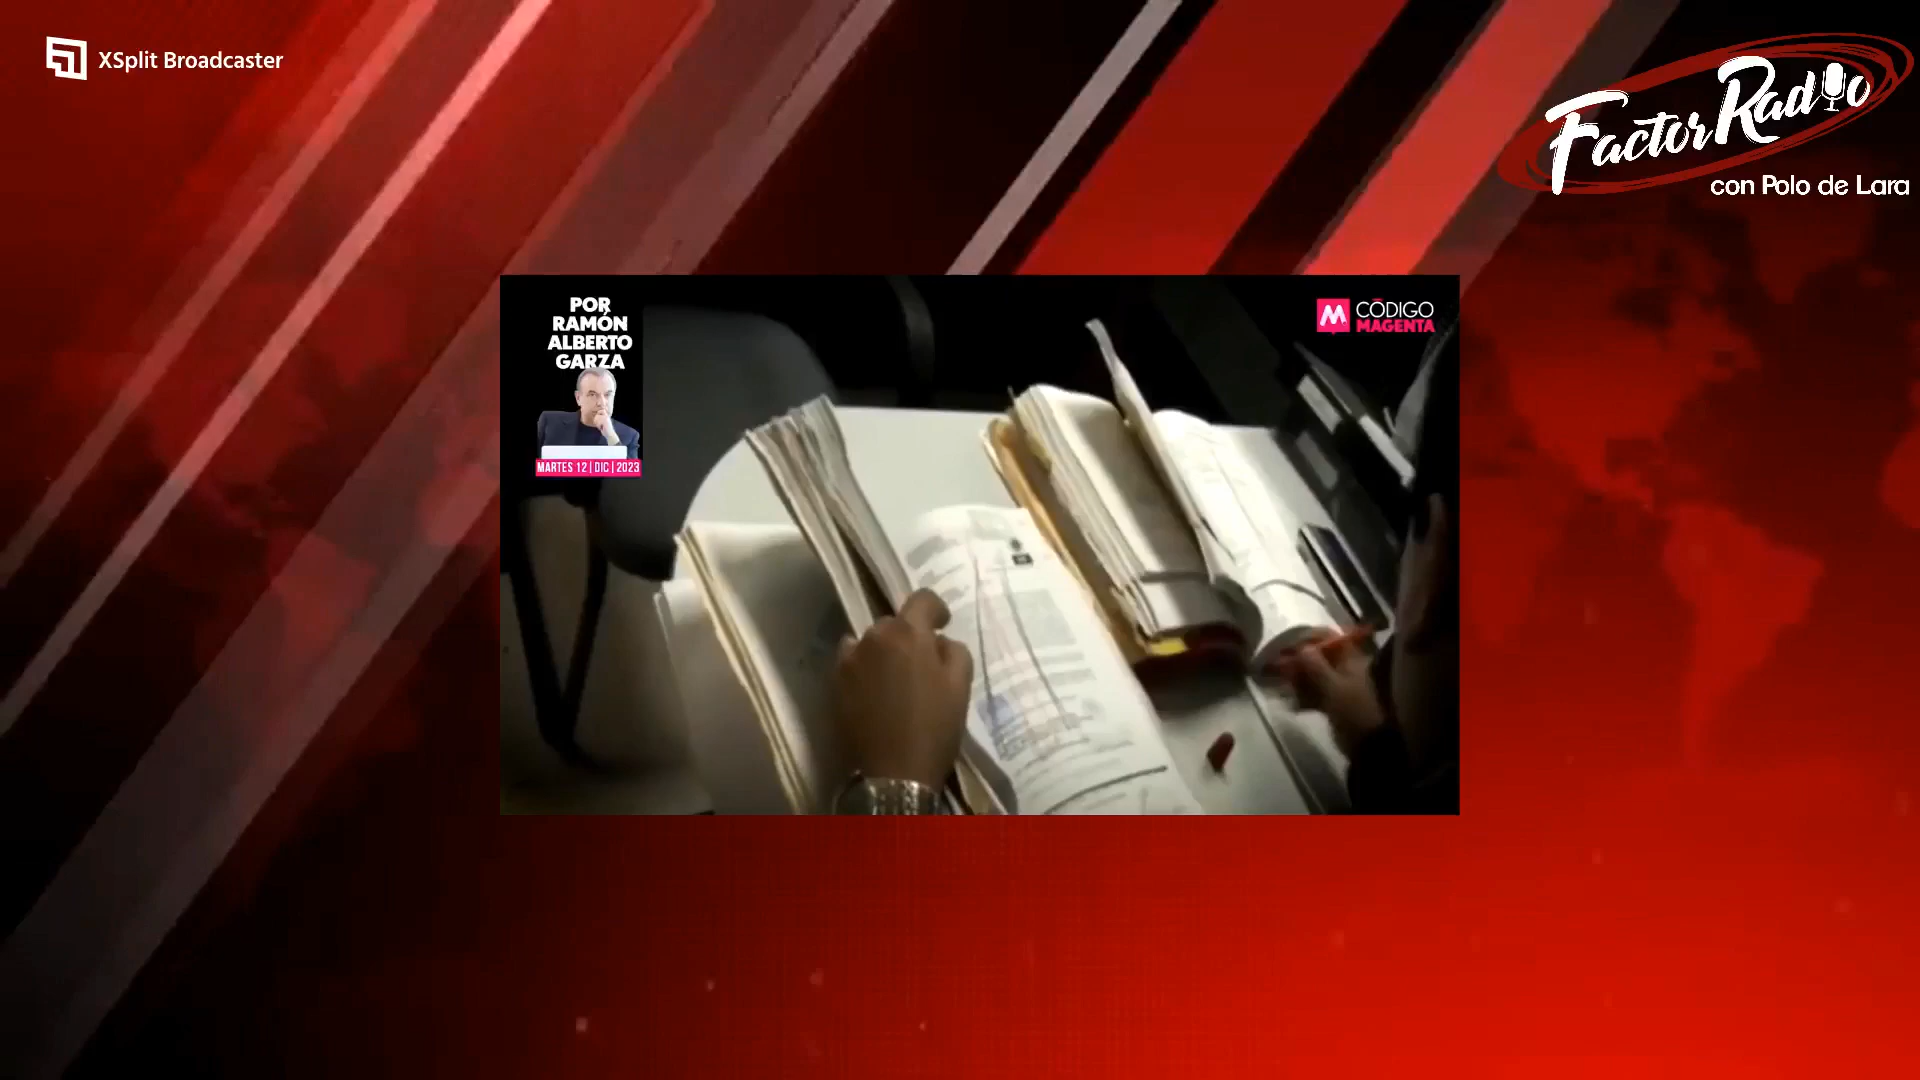 XSplit Broadcaster
Factor Radio
con Polo de Lara
POR
RAMÓN
ALBERTO
GARZA
MARTES 12 | DIC | 2023
CÓDIGO
MAGENTA